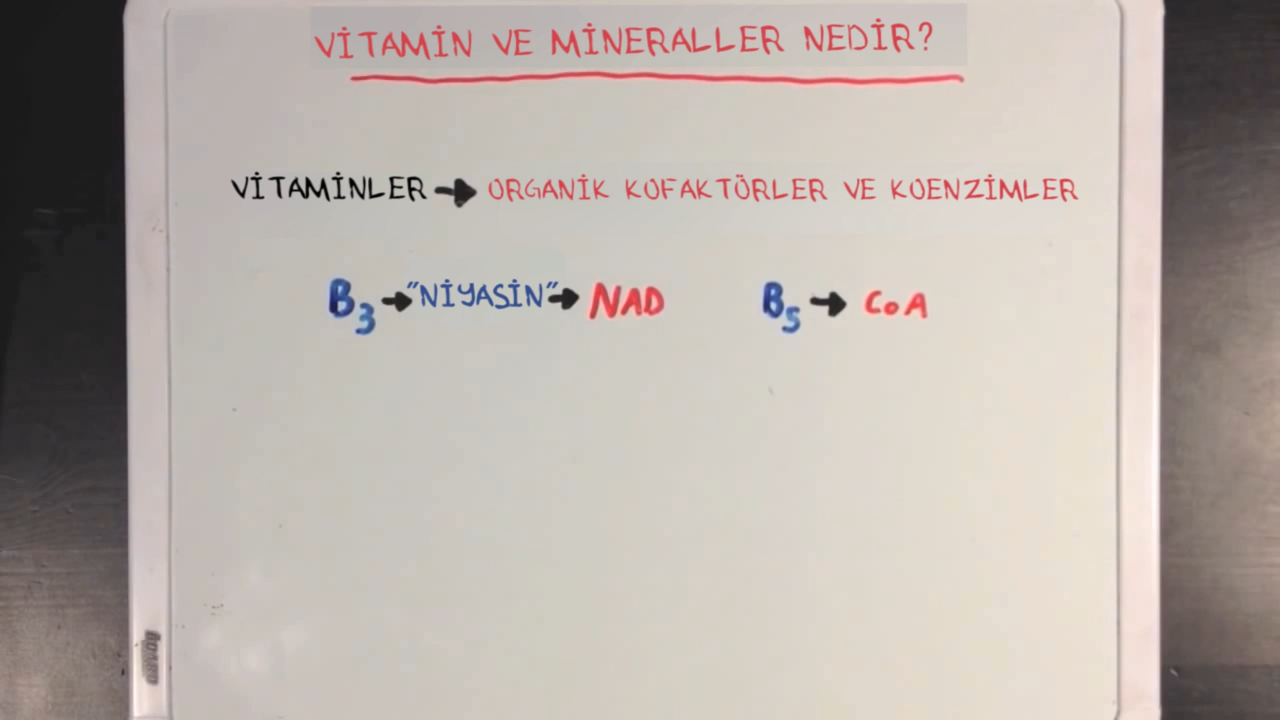 VİTAMİN VE MİNERALLER NEDİR?
VİTAMİNLER → ORGANİK KOFAKTÖRLER VE KOENZİMLER
B3 → "NİYASİN" → NAD B5 → CoA